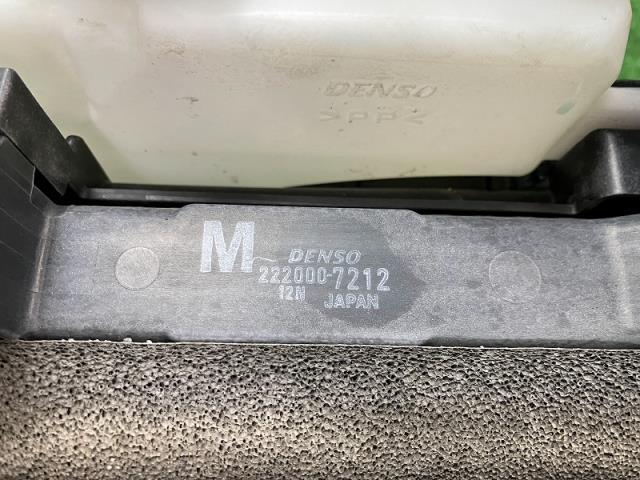 DENSO
>PP<
M DENSO
222000-7212
12N JAPAN